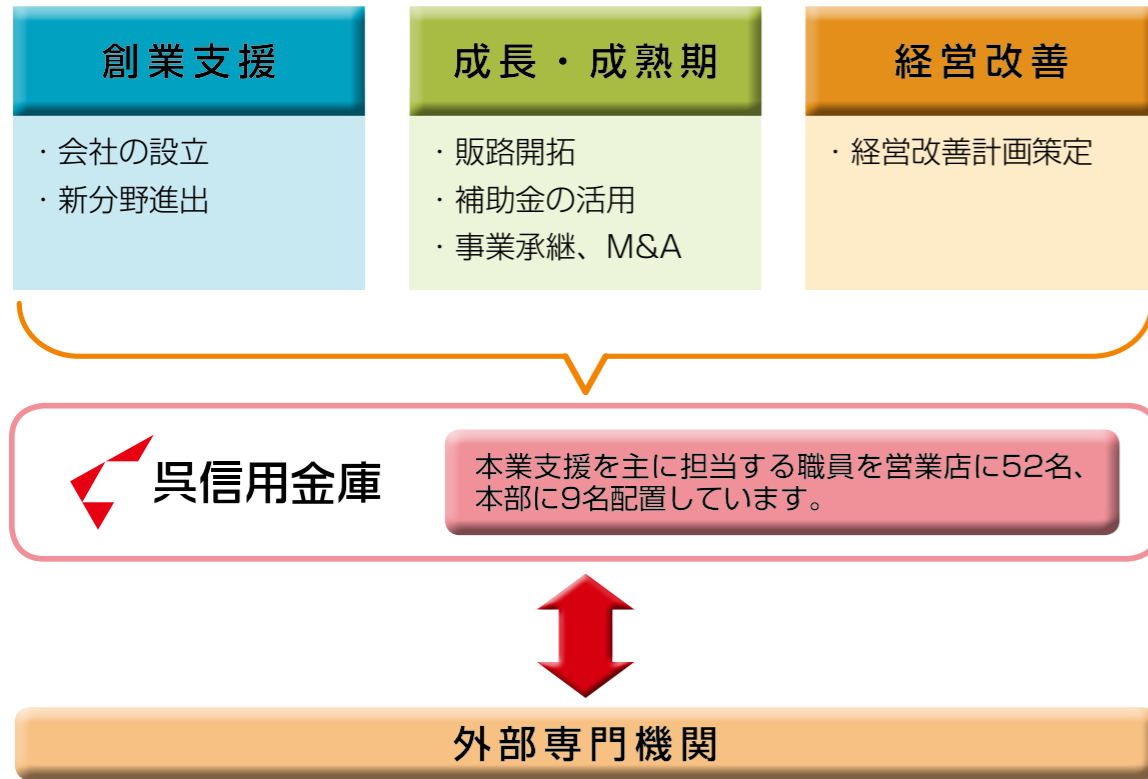 創業支援
・会社の設立
・新分野進出
成長・成熟期
・販路開拓
・補助金の活用
・事業承継、M&A
経営改善
・経営改善計画策定
呉信用金庫
本業支援を主に担当する職員を営業店に52名、
本部に9名配置しています。
外部専門機関